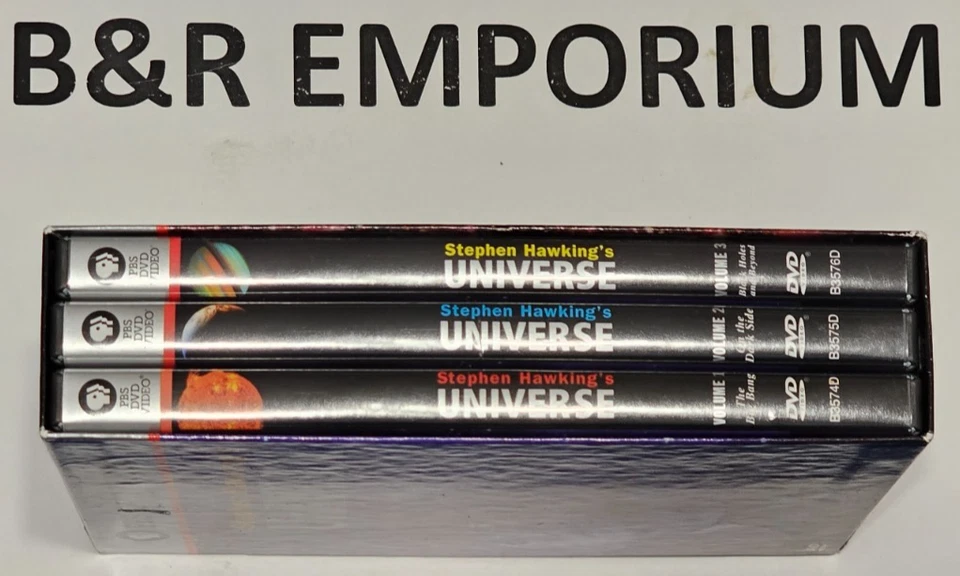 B&R EMPORIUM
PBS
DVD
VIDEO
Stephen Hawking's
UNIVERSE
VOLUME 3
Black Holes
and Beyond
DVD
B3576D
PBS
DVD
VIDEO
Stephen Hawking's
UNIVERSE
VOLUME 2
On the
Dark Side
DVD
B3575D
PBS
DVD
VIDEO
Stephen Hawking's
UNIVERSE
VOLUME 1
The
Big Bang
DVD
B3574D